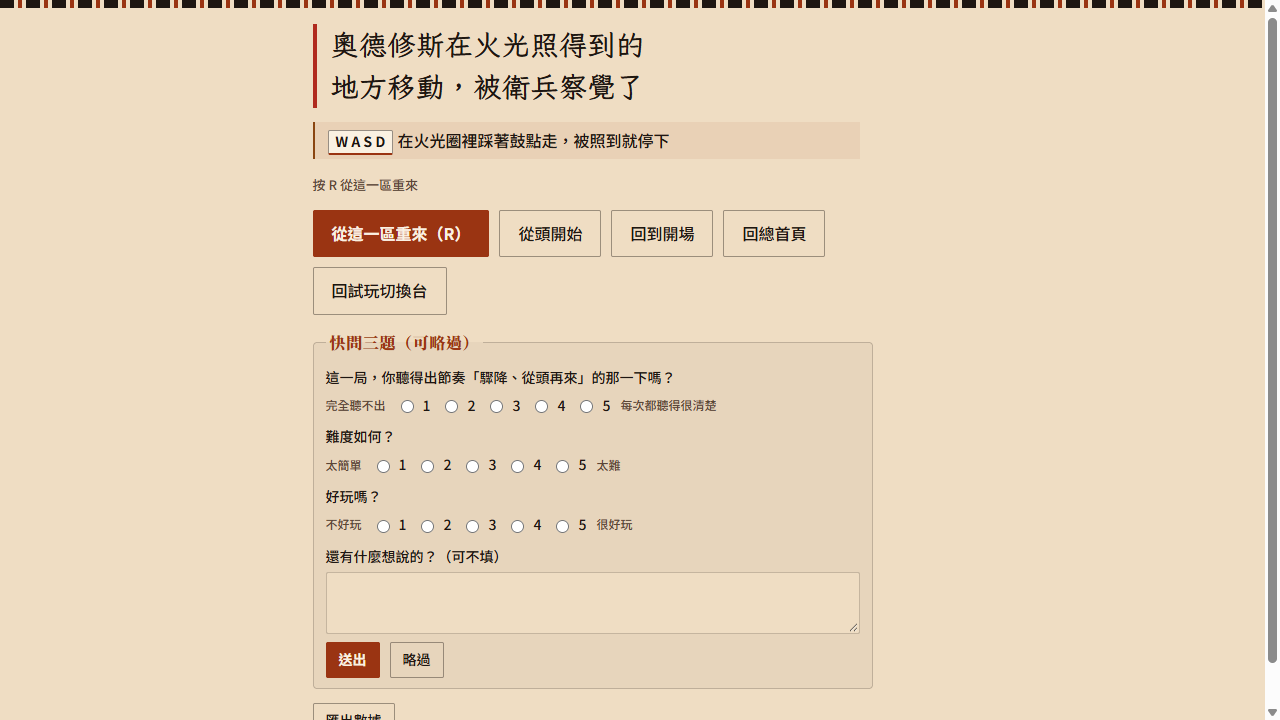 奧德修斯在火光照得到的
地方移動，被衛兵察覺了
WASD 在火光圈裡踩著鼓點走，被照到就停下
按 R 從這一區重來
從這一區重來（R） 從頭開始 回到開場 回總首頁
回試玩切換台
快問三題（可略過）
這一局，你聽得出節奏「驟降、從頭再來」的那一下嗎？
完全聽不出 1 2 3 4 5 每次都聽得很清楚
難度如何？
太簡單 1 2 3 4 5 太難
好玩嗎？
不好玩 1 2 3 4 5 很好玩
還有什麼想說的？（可不填）
送出 略過
匯出數據